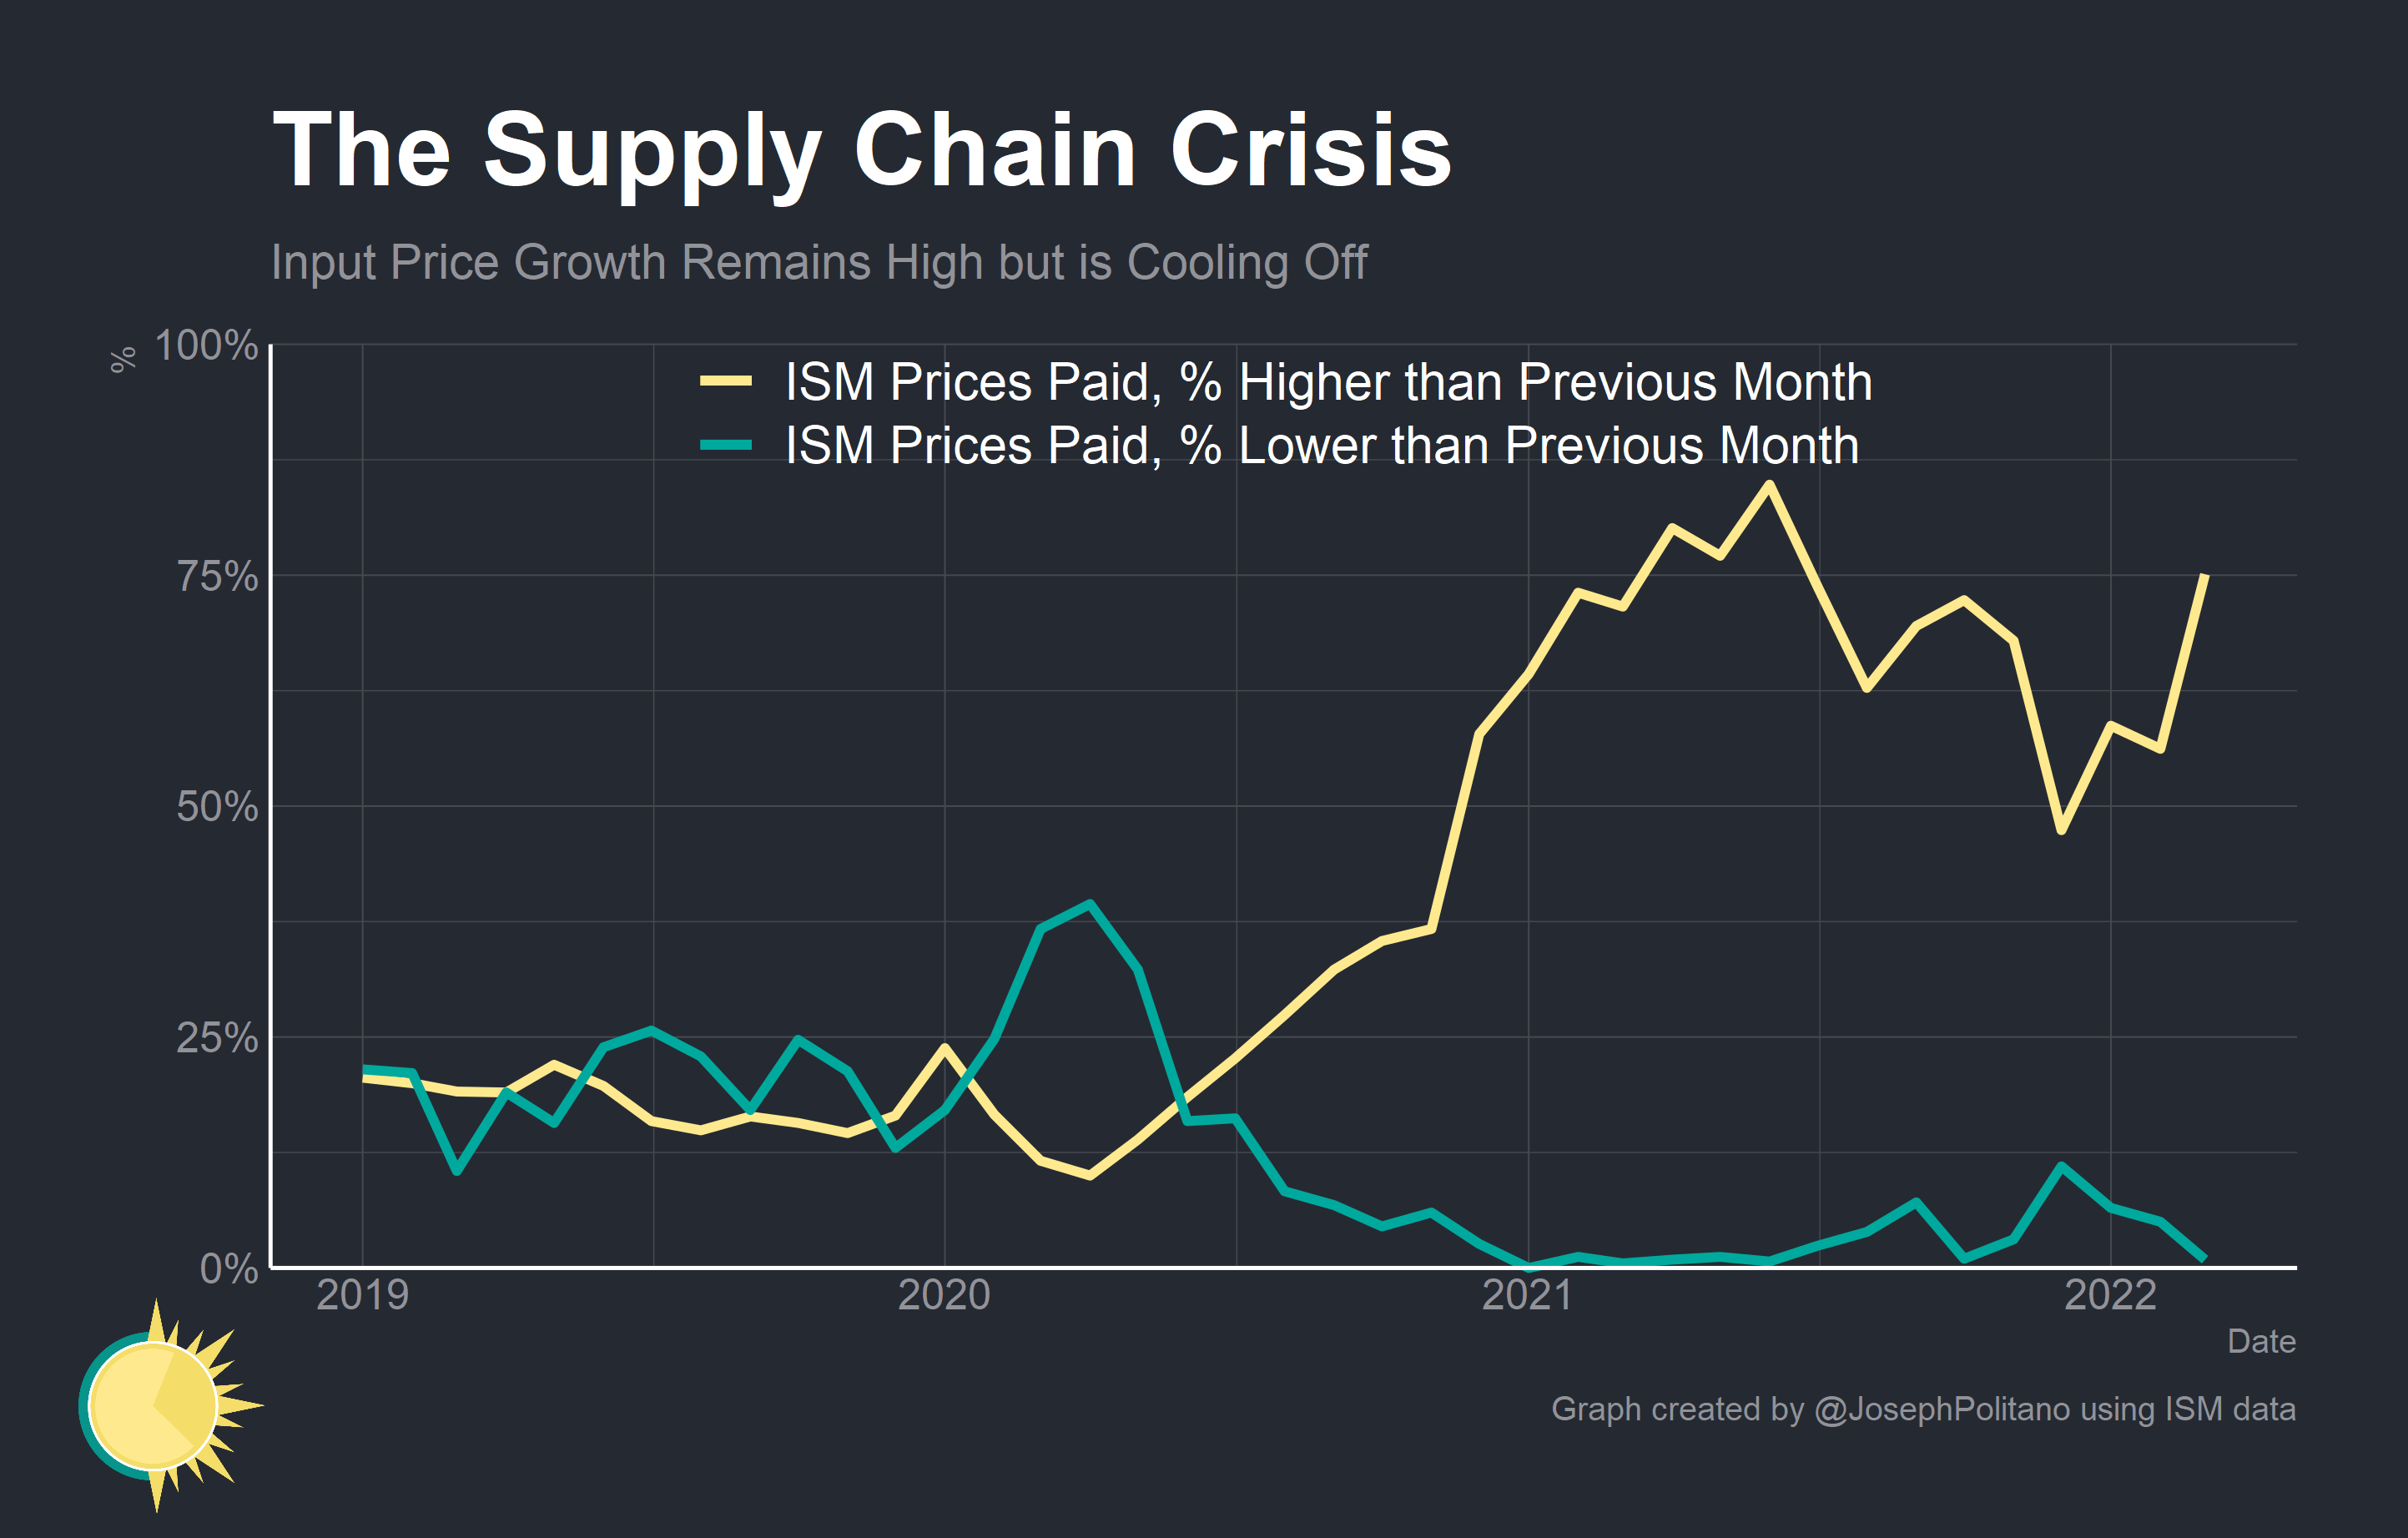 The Supply Chain Crisis
Input Price Growth Remains High but is Cooling Off
%
100%
ISM Prices Paid, % Higher than Previous Month
ISM Prices Paid, % Lower than Previous Month
75%
50%
25%
0%
2019
2020
2021
2022
Date
Graph created by @JosephPolitano using ISM data